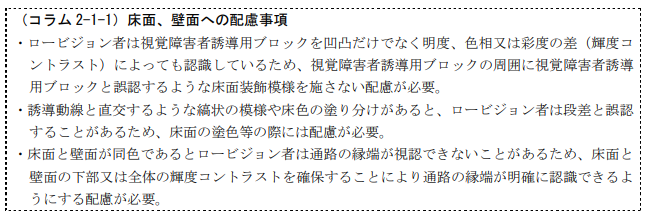 （コラム 2-1-1）床面、壁面への配慮事項
・ロービジョン者は視覚障害者誘導用ブロックを凹凸だけでなく明度、色相又は彩度の差（輝度コ
ントラスト）によっても認識しているため、視覚障害者誘導用ブロックの周囲に視覚障害者誘導
用ブロックと誤認するような床面装飾模様を施さない配慮が必要。
・誘導動線と直交するような縞状の模様や床色の塗り分けがあると、ロービジョン者は段差と誤認
することがあるため、床面の塗色等の際には配慮が必要。
・床面と壁面が同色であるとロービジョン者は通路の縁端が視認できないことがあるため、床面と
壁面の下部又は全体の輝度コントラストを確保することにより通路の縁端が明確に認識できるよ
うにする配慮が必要。